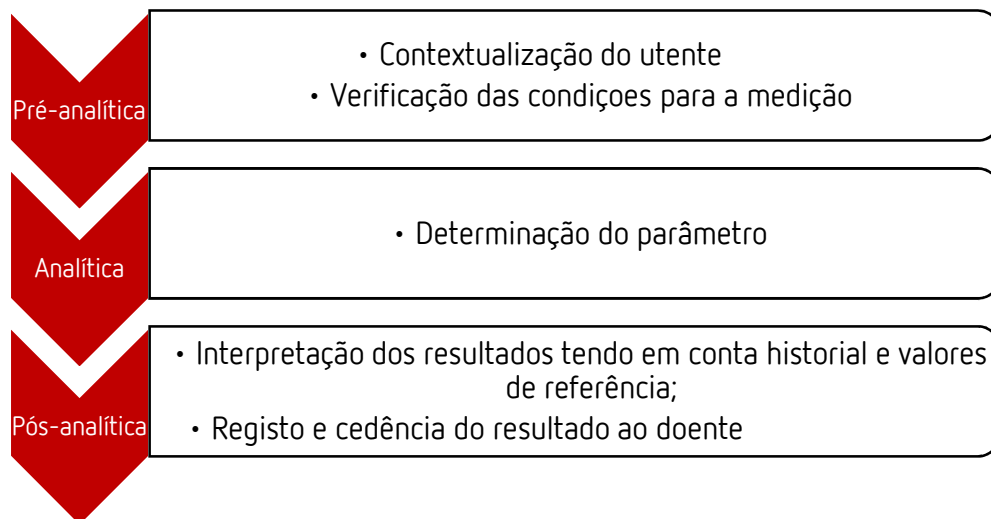 Pré-analítica
• Contextualização do utente
• Verificação das condiçoes para a medição
Analítica
• Determinação do parâmetro
Pós-analítica
• Interpretação dos resultados tendo em conta historial e valores
de referência;
• Registo e cedência do resultado ao doente